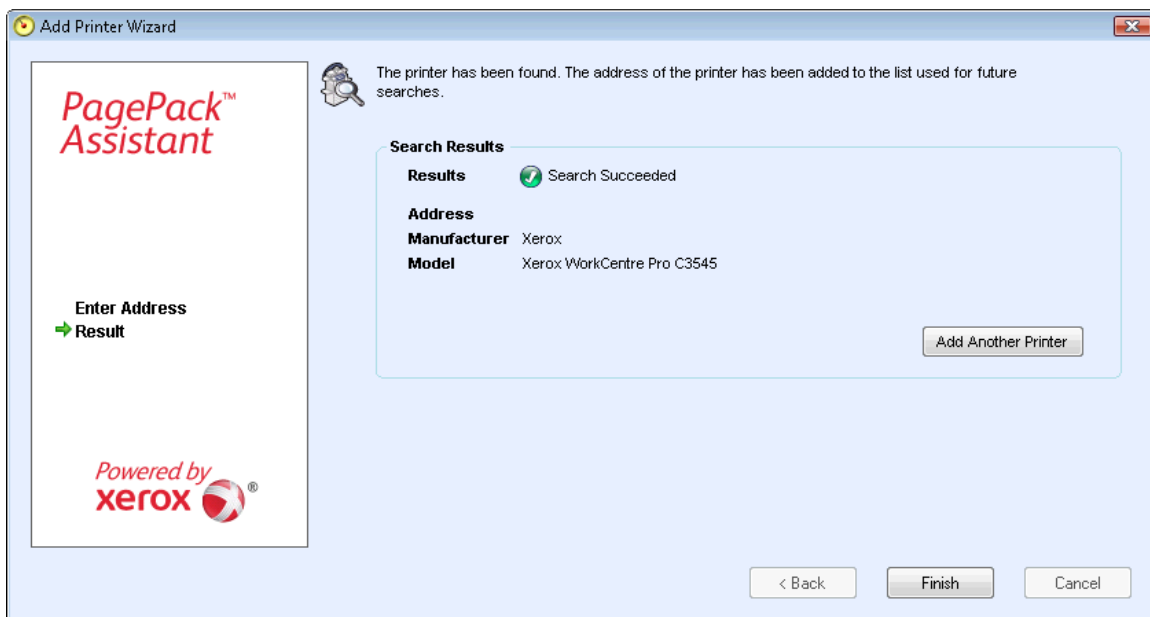 Add Printer Wizard
PagePack™
Assistant
Enter Address
Result
Powered by
xerox ®
The printer has been found. The address of the printer has been added to the list used for future
searches.
Search Results
Results Search Succeeded
Address
Manufacturer Xerox
Model Xerox WorkCentre Pro C3545
Add Another Printer
< Back Finish Cancel